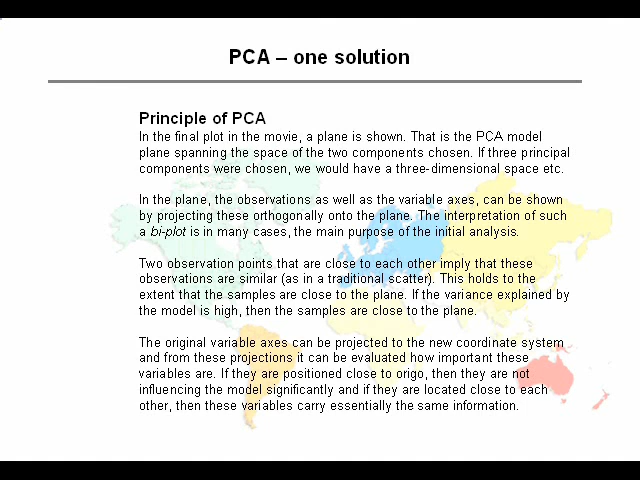 PCA – one solution
Principle of PCA
In the final plot in the movie, a plane is shown. That is the PCA model
plane spanning the space of the two components chosen. If three principal
components were chosen, we would have a three-dimensional space etc.
In the plane, the observations as well as the variable axes, can be shown
by projecting these orthogonally onto the plane. The interpretation of such
a bi-plot is in many cases, the main purpose of the initial analysis.
Two observation points that are close to each other imply that these
observations are similar (as in a traditional scatter). This holds to the
extent that the samples are close to the plane. If the variance explained by
the model is high, then the samples are close to the plane.
The original variable axes can be projected to the new coordinate system
and from these projections it can be evaluated how important these
variables are. If they are positioned close to origo, then they are not
influencing the model significantly and if they are located close to each
other, then these variables carry essentially the same information.